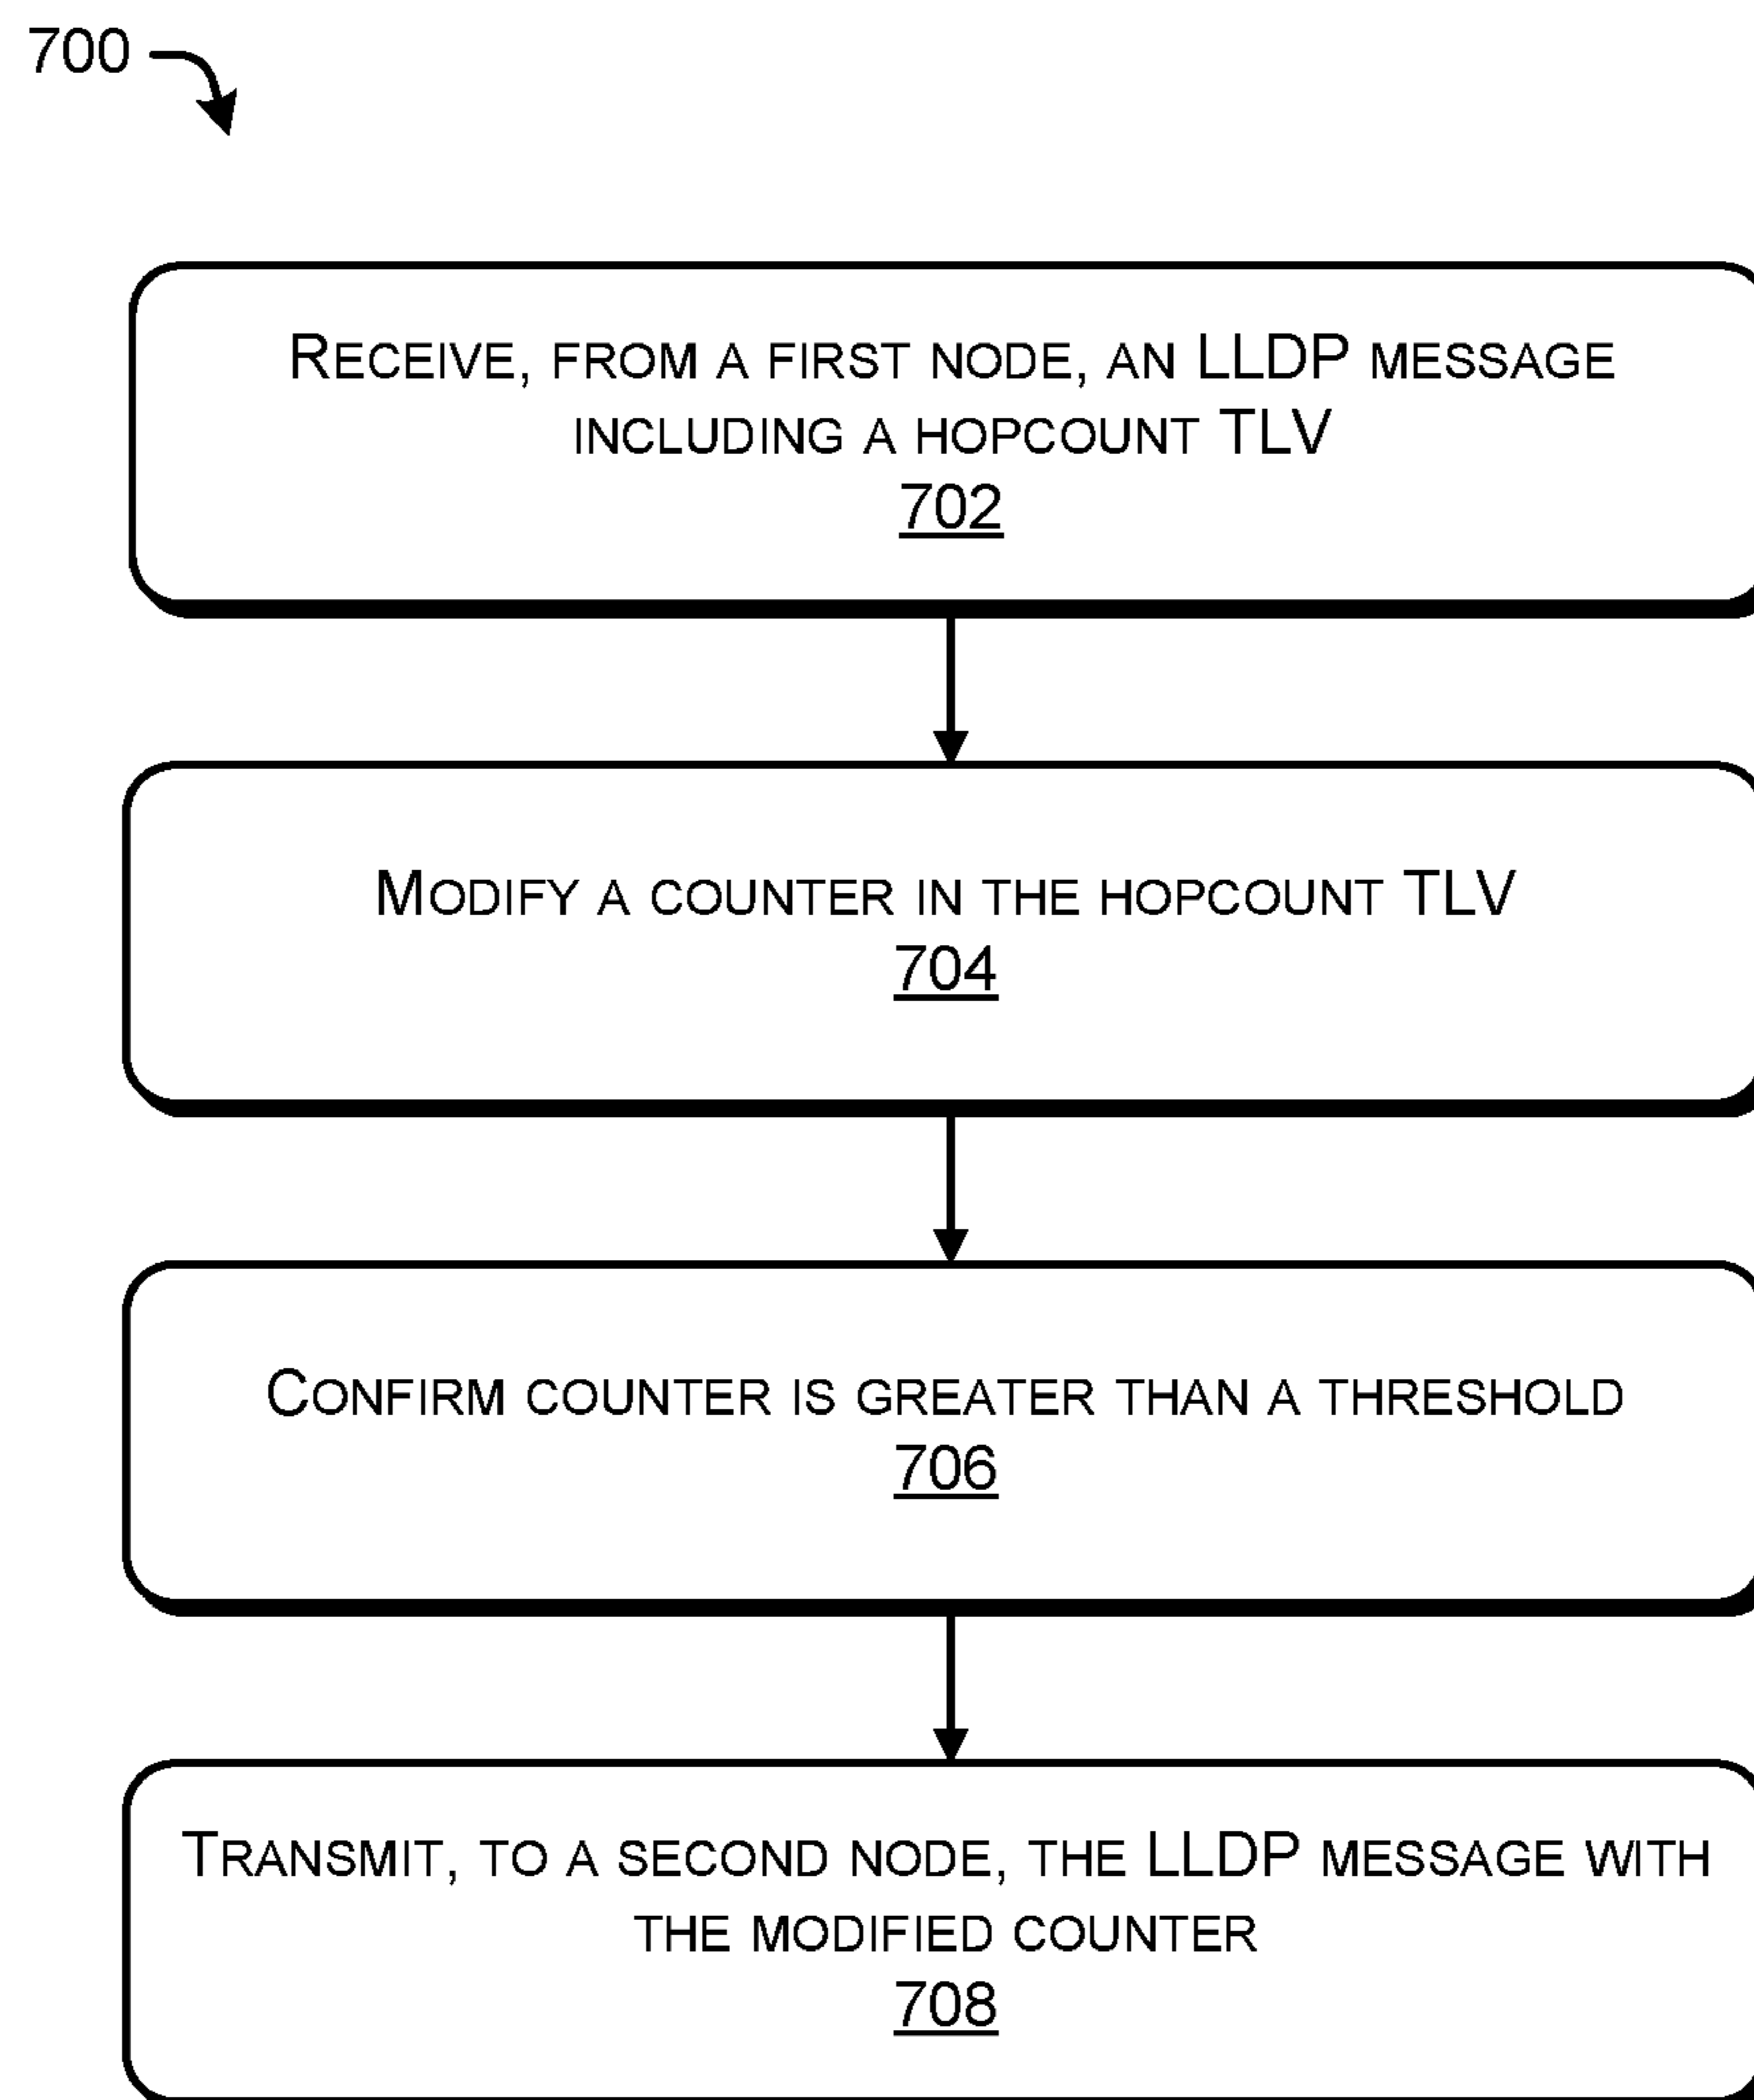 700
RECEIVE, FROM A FIRST NODE, AN LLDP MESSAGE
INCLUDING A HOPCOUNT TLV
702
MODIFY A COUNTER IN THE HOPCOUNT TLV
704
CONFIRM COUNTER IS GREATER THAN A THRESHOLD
706
TRANSMIT, TO A SECOND NODE, THE LLDP MESSAGE WITH
THE MODIFIED COUNTER
708